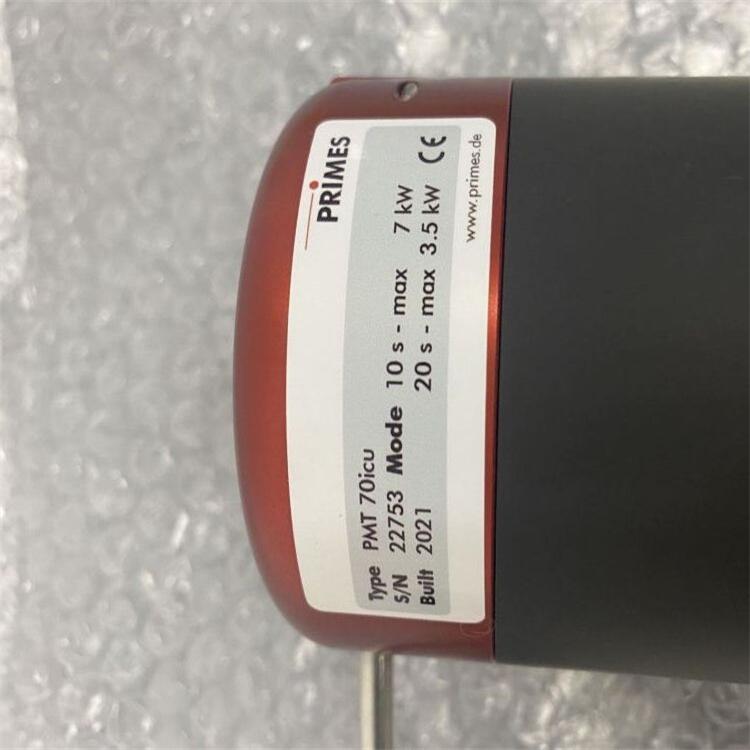 PRIMES
Type PMT 70icu
S/N 22753 Mode 10 s - max 7 kW
Built 2021 20 s - max 3.5 kW CE
www.primes.de